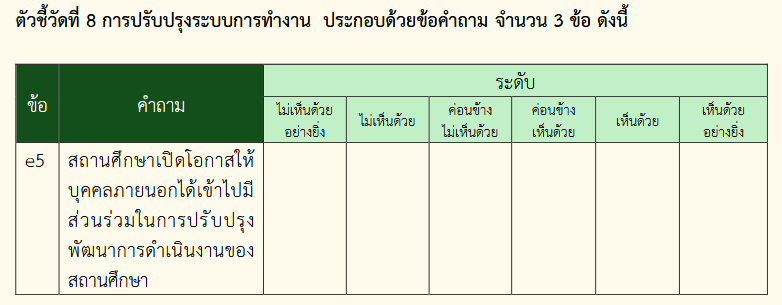 ตัวชี้วัดที่ 8 การปรับปรุงระบบการทำงาน ประกอบด้วยข้อคำถาม จำนวน 3 ข้อ ดังนี้
ข้อ คำถาม ระดับ
ไม่เห็นด้วย
อย่างยิ่ง
ไม่เห็นด้วย
ค่อนข้าง
ไม่เห็นด้วย
ค่อนข้าง
เห็นด้วย
เห็นด้วย
เห็นด้วย
อย่างยิ่ง
e5 สถานศึกษาเปิดโอกาสให้
บุคคลภายนอกได้เข้าไปมี
ส่วนร่วมในการปรับปรุง
พัฒนาการดำเนินงานของ
สถานศึกษา